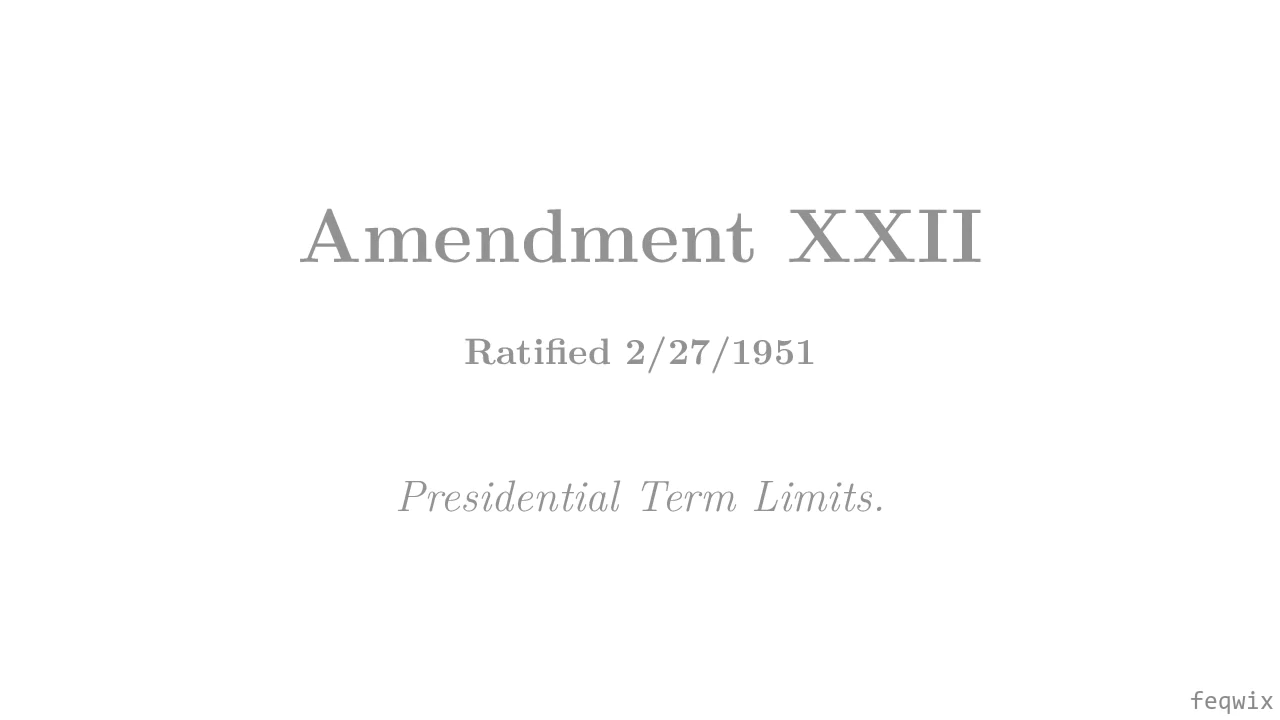 Amendment XXII
Ratified 2/27/1951
Presidential Term Limits.
feqwix